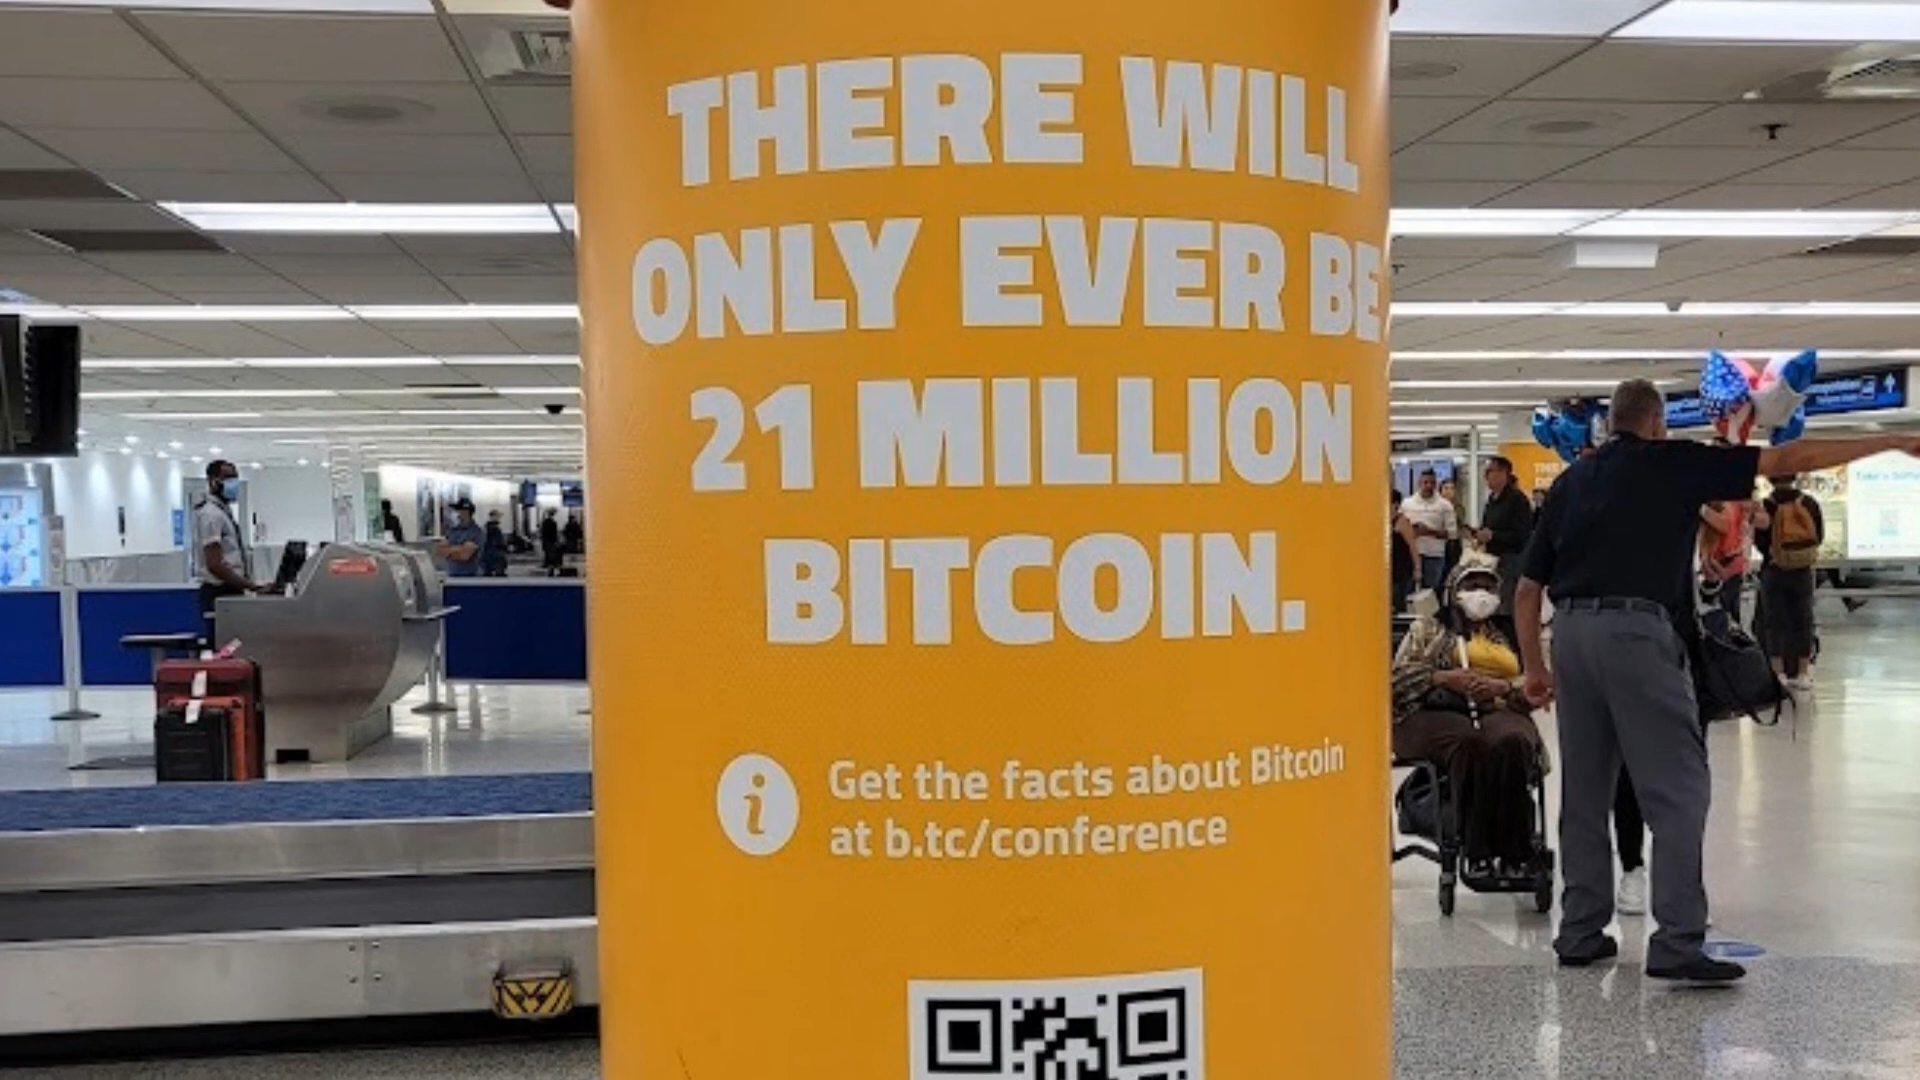 THERE WILL
ONLY EVER BE
21 MILLION
BITCOIN.
i
Get the facts about Bitcoin
at b.tc/conference